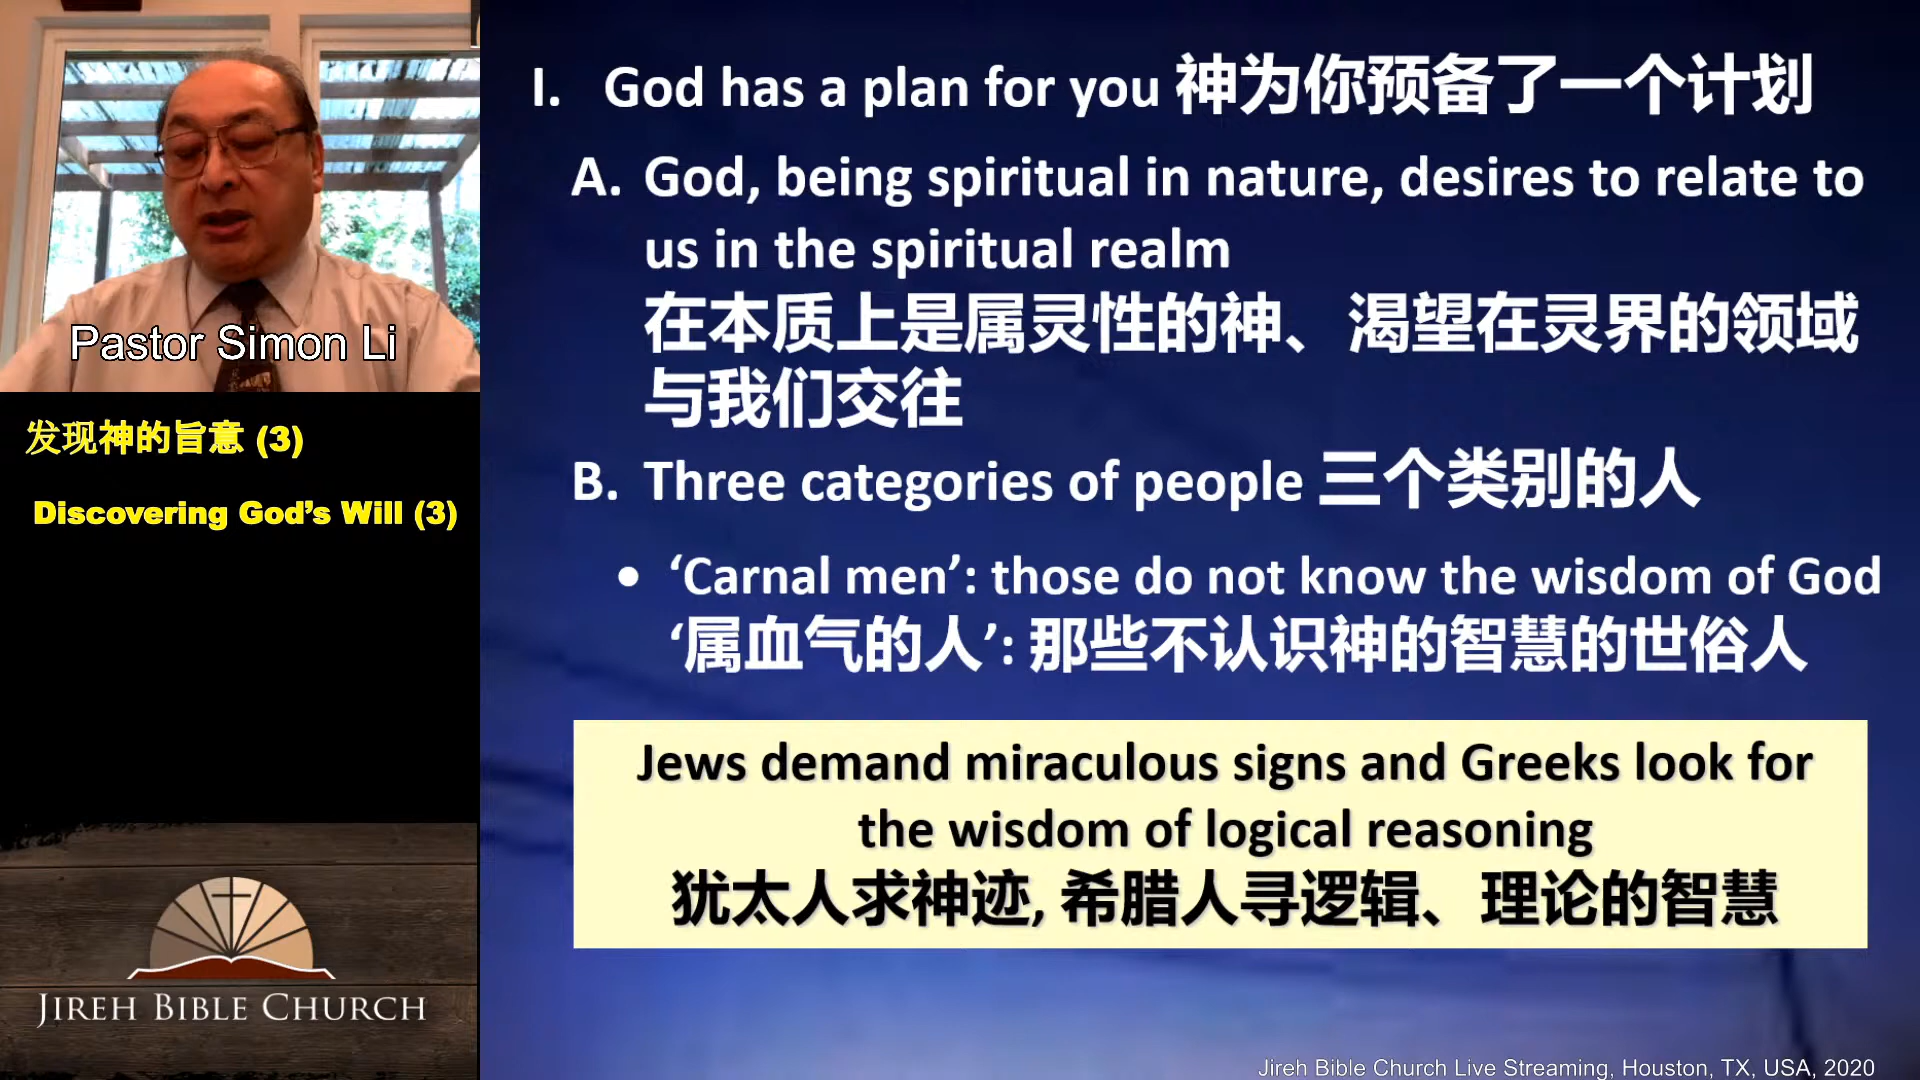 Pastor Simon Li
发现神的旨意 (3)
Discovering God's Will (3)
JIREH BIBLE CHURCH
I. God has a plan for you 神为你预备了一个计划
A. God, being spiritual in nature, desires to relate to
us in the spiritual realm
在本质上是属灵性的神、渴望在灵界的领域
与我们交往
B. Three categories of people 三个类别的人
• ‘Carnal men’: those do not know the wisdom of God
‘属血气的人’: 那些不认识神的智慧的世俗人
Jews demand miraculous signs and Greeks look for
the wisdom of logical reasoning
犹太人求神迹, 希腊人寻逻辑、理论的智慧
Jireh Bible Church Live Streaming, Houston, TX, USA, 2020